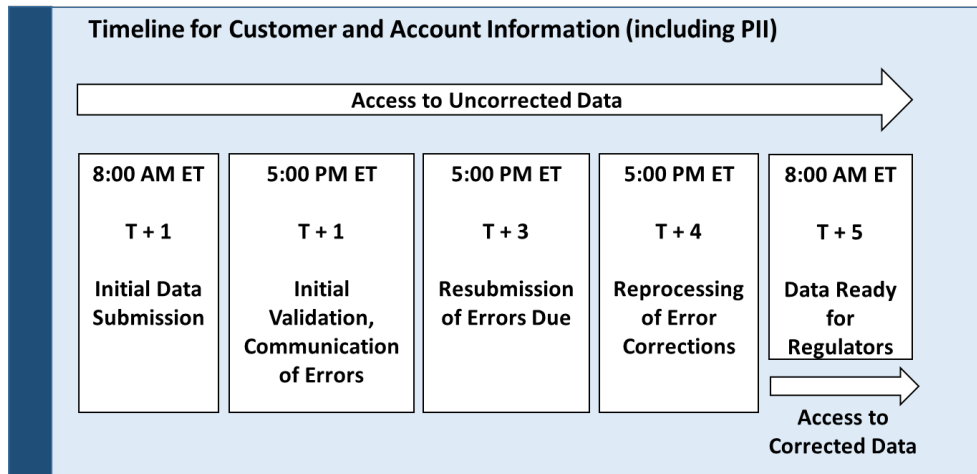 Timeline for Customer and Account Information (including PII)
Access to Uncorrected Data
8:00 AM ET
T + 1
Initial Data
Submission
5:00 PM ET
T + 1
Initial
Validation,
Communication
of Errors
5:00 PM ET
T + 3
Resubmission
of Errors Due
5:00 PM ET
T + 4
Reprocessing
of Error
Corrections
8:00 AM ET
T + 5
Data Ready
for
Regulators
Access to
Corrected Data